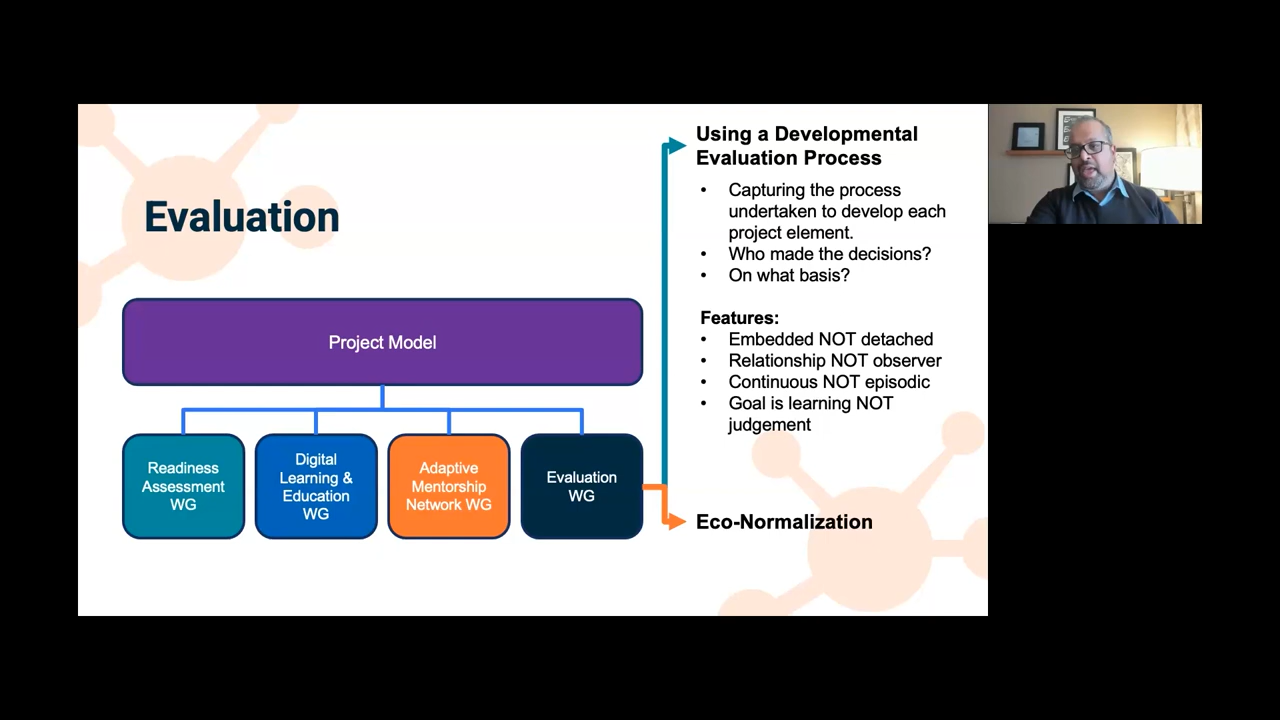 Evaluation
Project Model
Readiness
Assessment
WG
Digital
Learning &
Education
WG
Adaptive
Mentorship
Network WG
Evaluation
WG
Using a Developmental
Evaluation Process
• Capturing the process
undertaken to develop each
project element.
• Who made the decisions?
• On what basis?
Features:
• Embedded NOT detached
• Relationship NOT observer
• Continuous NOT episodic
• Goal is learning NOT
judgement
Eco-Normalization